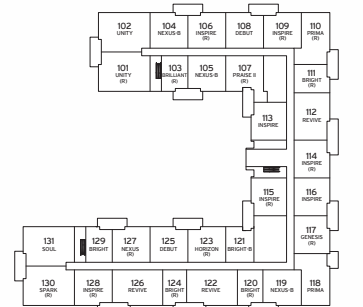 102
UNITY
104
NEXUS-B
106
INSPIRE
(R)
108
DEBUT
109
INSPIRE
(R)
110
PRIMA
(R)
101
UNITY
(R)
103
BRILLIANT
(R)
105
NEXUS-B
107
PRAISE II
(R)
111
BRIGHT
(R)
112
REVIVE
113
INSPIRE
114
INSPIRE
(R)
115
INSPIRE
(R)
116
INSPIRE
117
GENESIS
(R)
131
SOUL
129
BRIGHT
127
NEXUS
(R)
125
DEBUT
123
HORIZON
(R)
121
BRIGHT-B
130
SPARK
(R)
128
INSPIRE
(R)
126
REVIVE
124
BRIGHT
(R)
122
REVIVE
120
BRIGHT
(R)
119
NEXUS-B
118
PRIMA